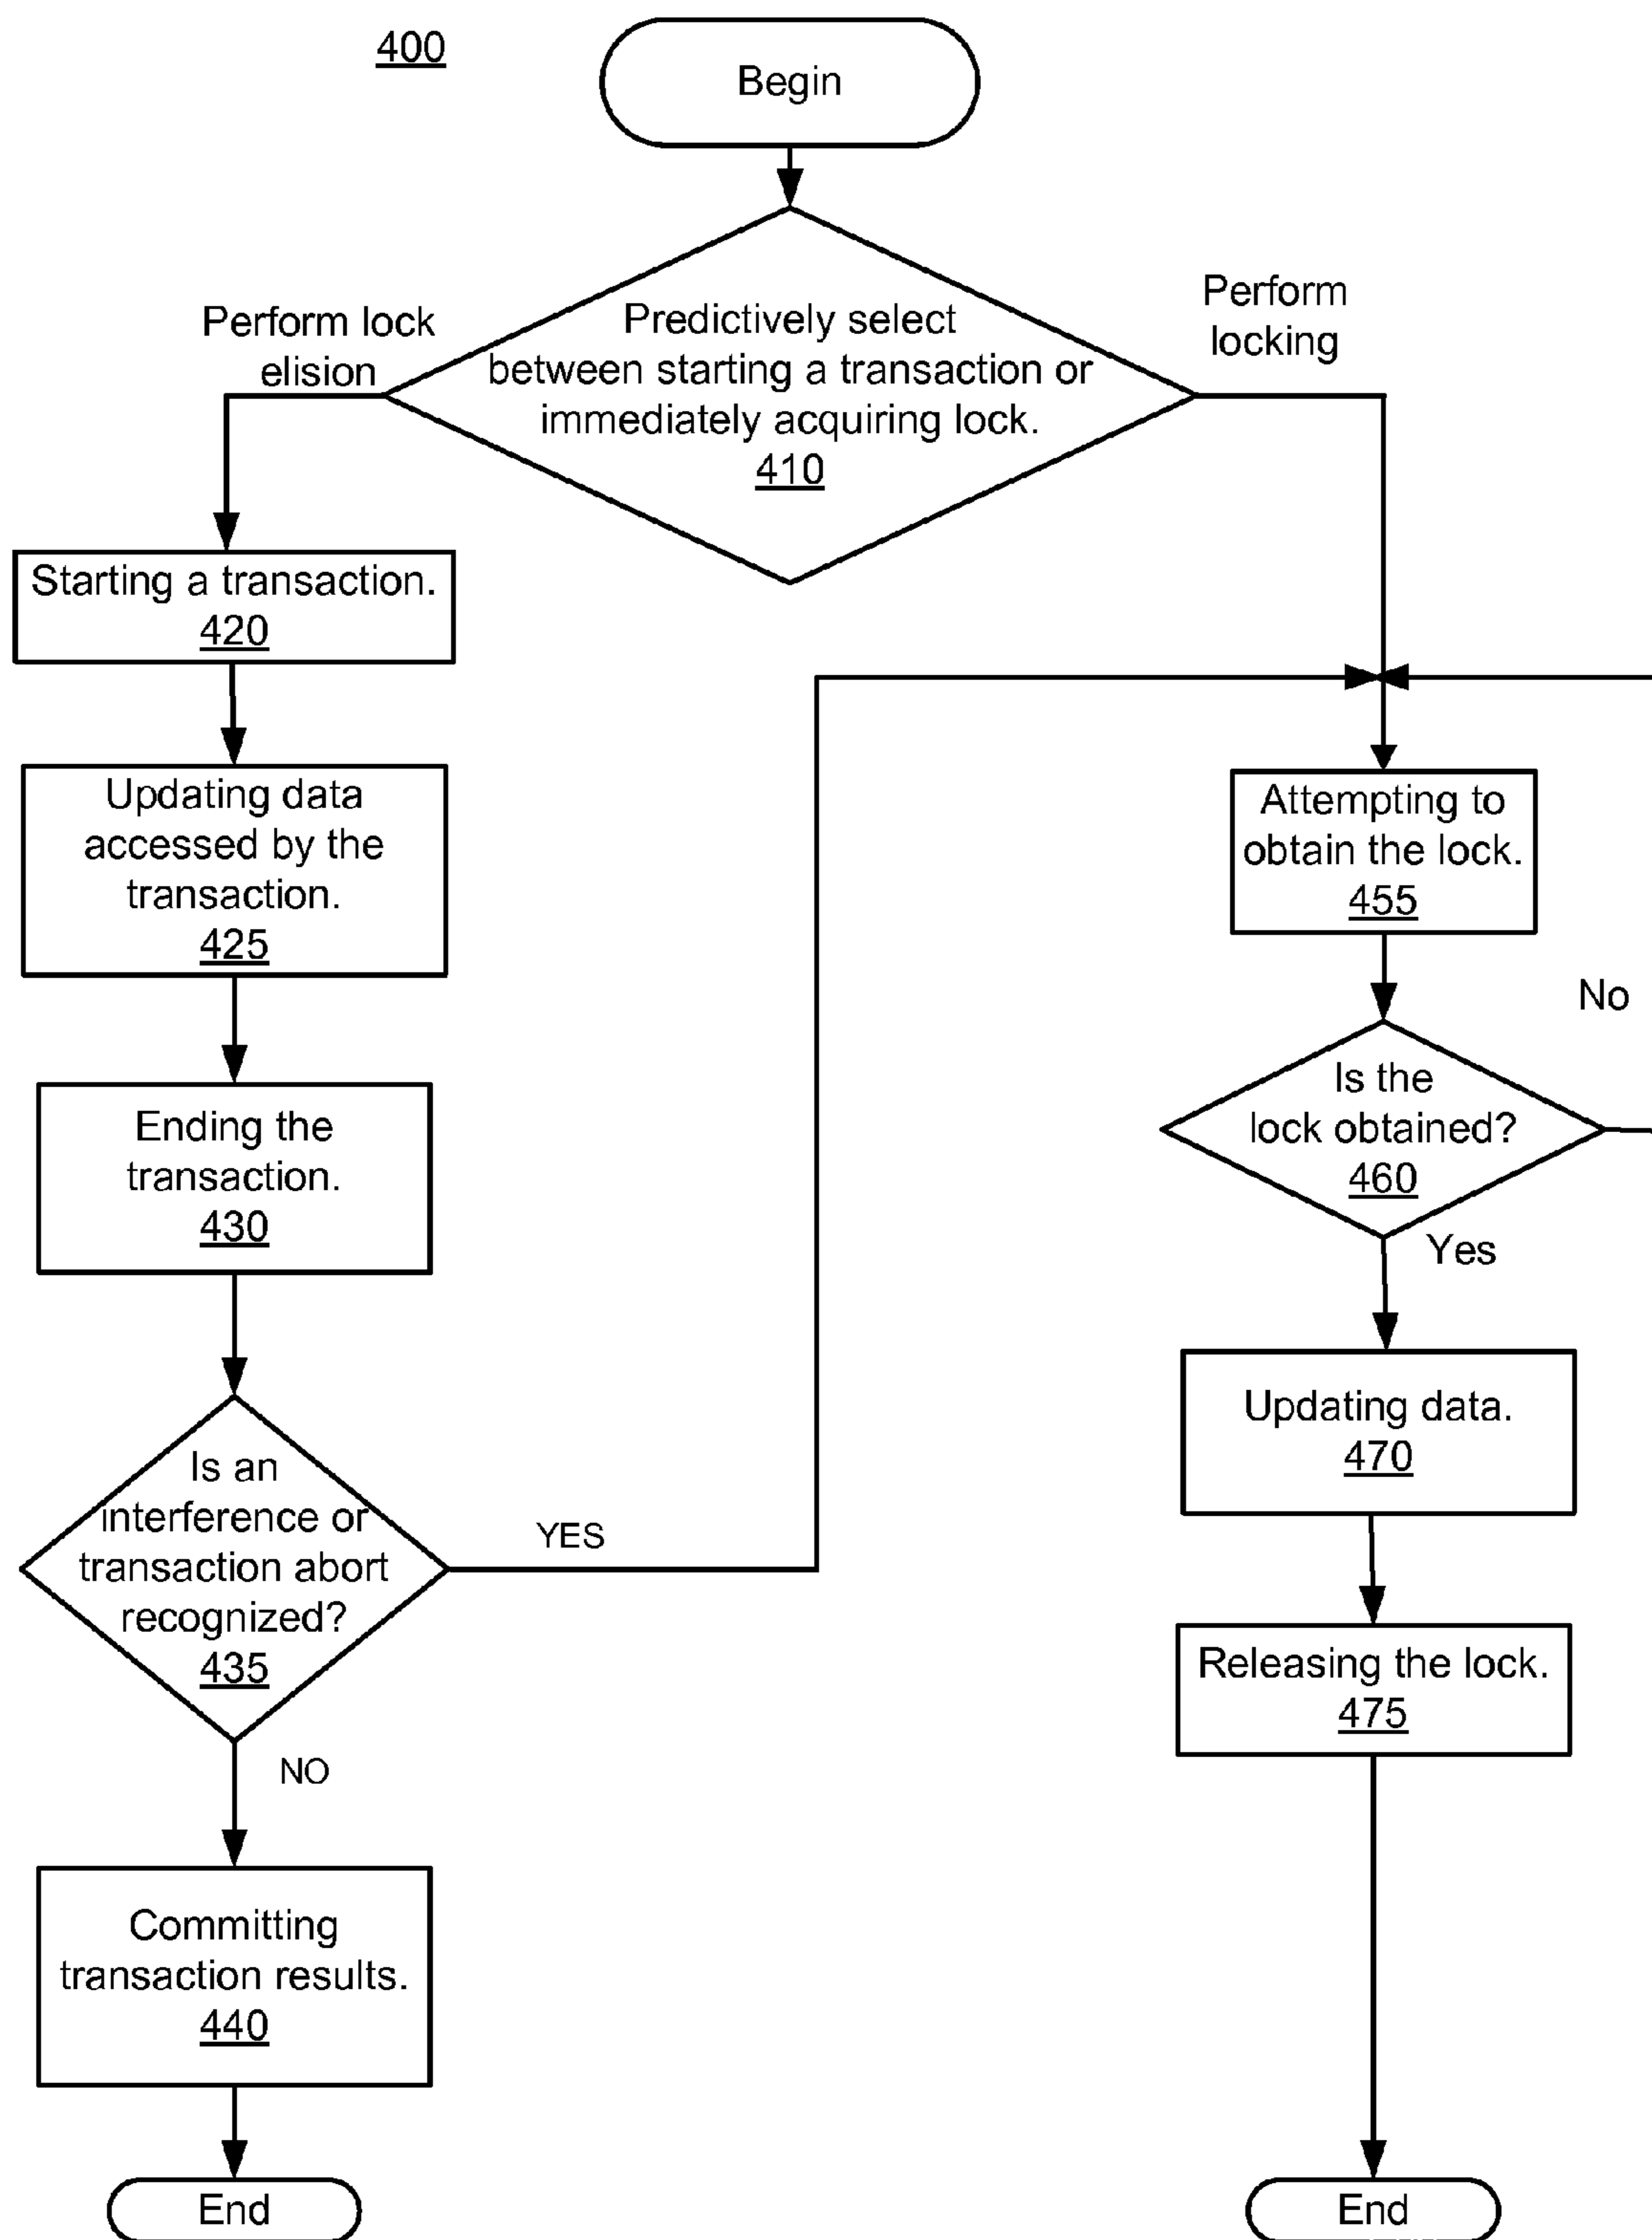 400
Begin
Predictively select
between starting a transaction or
immediately acquiring lock.
410
Perform lock
elision
Perform
locking
Starting a transaction.
420
Updating data
accessed by the
transaction.
425
Ending the
transaction.
430
Is an
interference or
transaction abort
recognized?
435
YES
NO
Committing
transaction results.
440
End
Attempting to
obtain the lock.
455
No
Is the
lock obtained?
460
Yes
Updating data.
470
Releasing the lock.
475
End